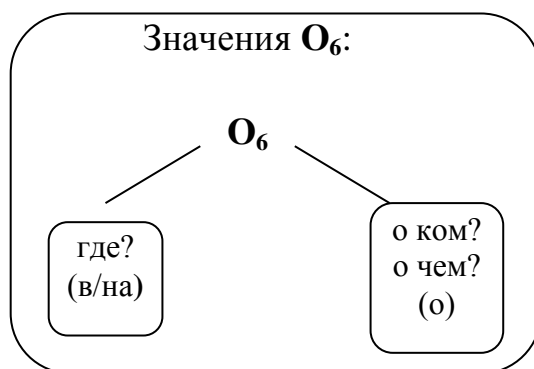 Значения О₆:
О₆
где?
(в/на)
о ком?
о чем?
(о)